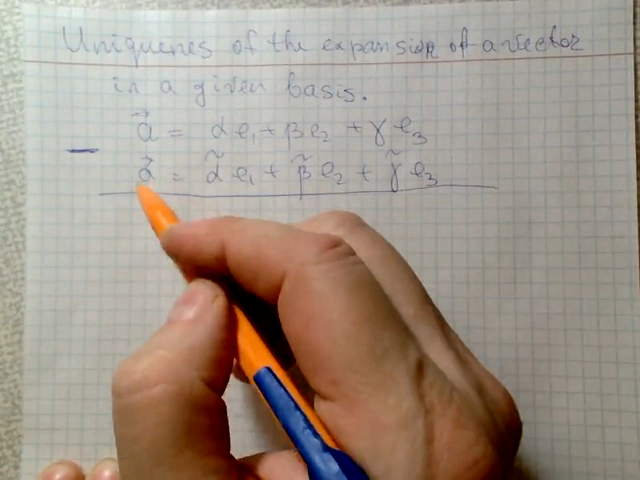 Uniquenes of the expansion of a vector
in a given basis.
a⃗ = αe₁ + βe₂ + γe₃
−
a⃗ = α̃e₁ + β̃e₂ + γ̃e₃